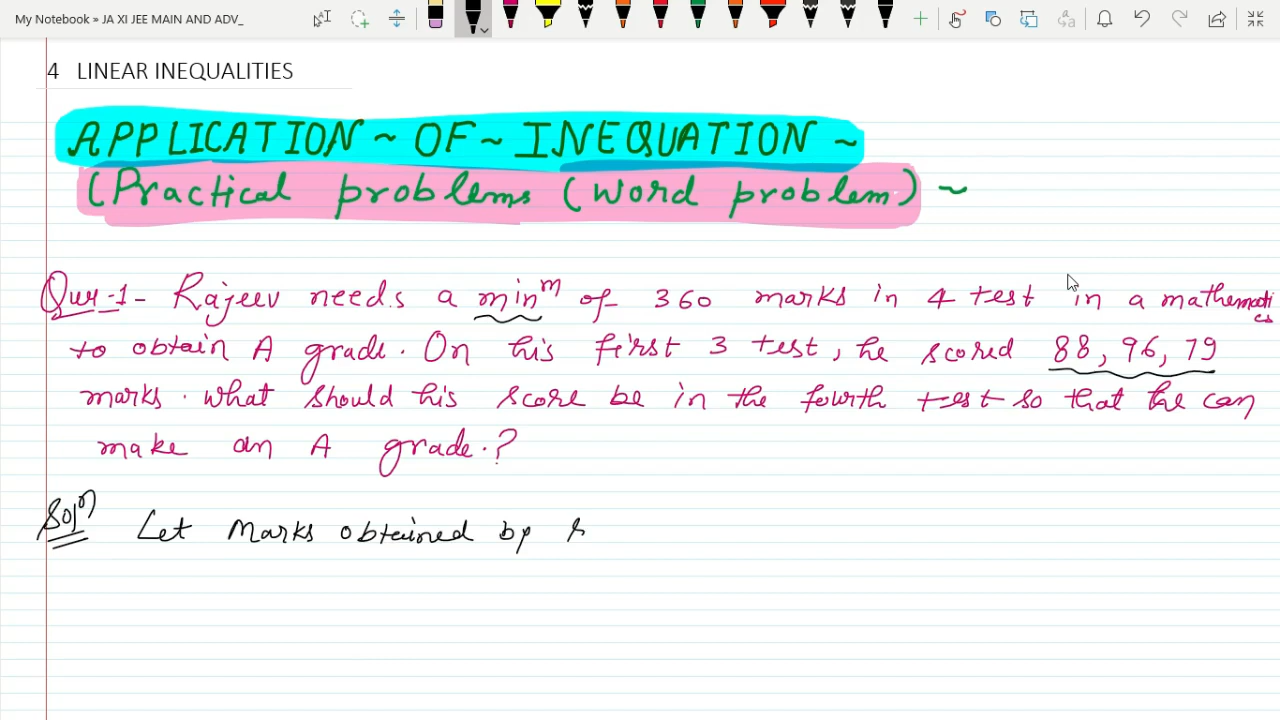 My Notebook » JA XI JEE MAIN AND ADV_
4 LINEAR INEQUALITIES
APPLICATION ~ OF ~ INEQUATION ~
(Practical problems (Word problem) ~
Ques-1- Rajeev needs a minᵐ of 360 marks in 4 test in a mathematics
to obtain A grade. On his first 3 test, he scored 88, 96, 79
marks. What should his score be in the fourth test so that he can
make an A grade.?
Solⁿ Let Marks obtained by